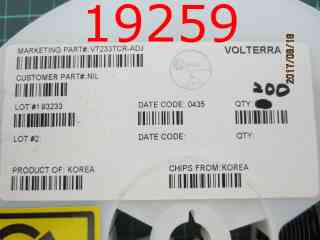 19259
MARKETING PART#: VT233TCR-ADJ
VOLTERRA
CUSTOMER PART#:NIL
LOT #1 93233
DATE CODE: 0435
QTY
200
LOT #2:
DATE CODE:
QTY:
PRODUCT OF: KOREA
CHIPS FROM:KOREA
2017/08/18